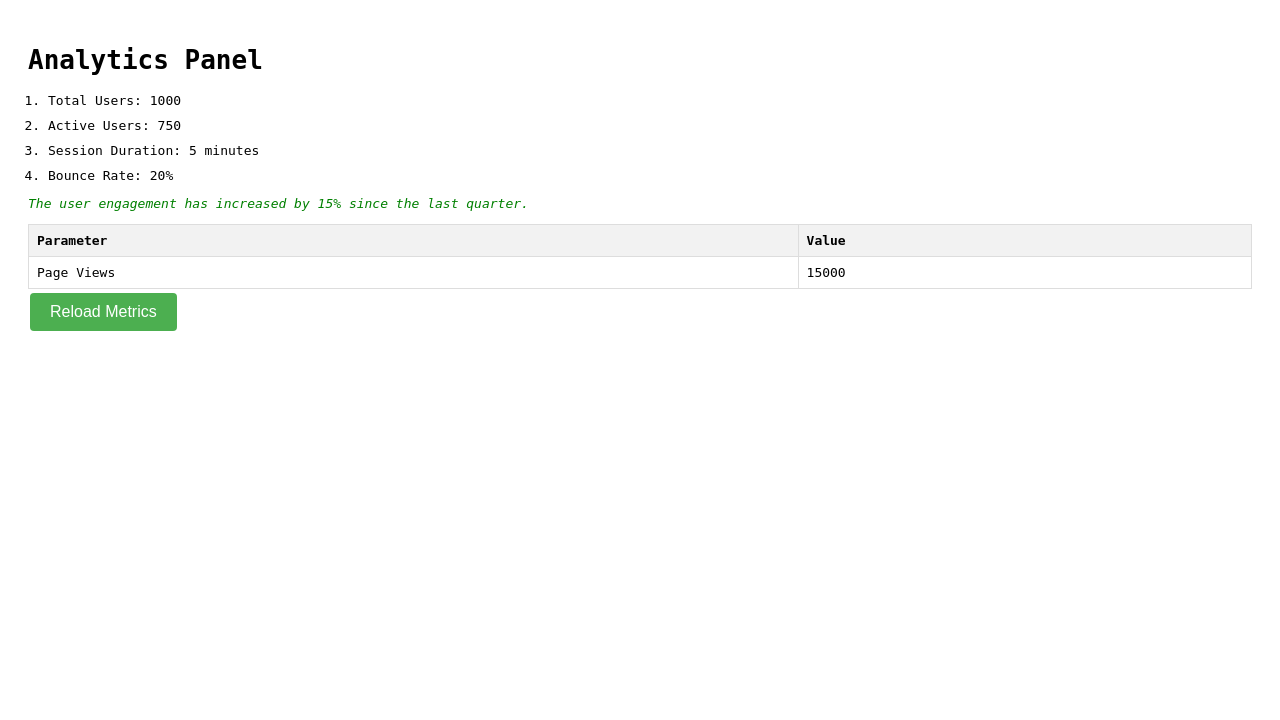 Analytics Panel
1. Total Users: 1000
2. Active Users: 750
3. Session Duration: 5 minutes
4. Bounce Rate: 20%
The user engagement has increased by 15% since the last quarter.
Parameter Value
Page Views 15000
Reload Metrics